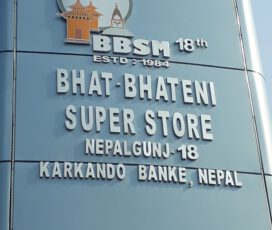 BBSM 18th
ESTD : 1984
BHAT-BHATENI
SUPER STORE
NEPALGUNJ-18
KARKANDO BANKE, NEPAL